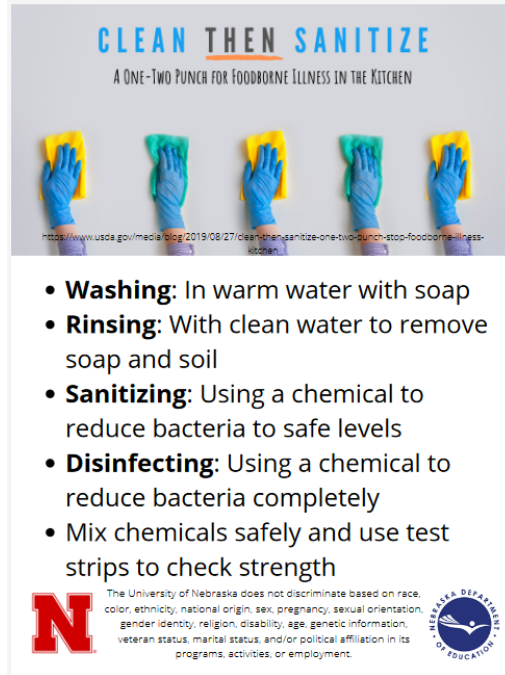 CLEAN THEN SANITIZE
A ONE-TWO PUNCH FOR FOODBORNE ILLNESS IN THE KITCHEN
https://www.usda.gov/media/blog/2019/08/27/clean-then-sanitize-one-two-punch-stop-foodborne-illness-
kitchen
• Washing: In warm water with soap
• Rinsing: With clean water to remove
soap and soil
• Sanitizing: Using a chemical to
reduce bacteria to safe levels
• Disinfecting: Using a chemical to
reduce bacteria completely
• Mix chemicals safely and use test
strips to check strength
The University of Nebraska does not discriminate based on race,
color, ethnicity, national origin, sex, pregnancy, sexual orientation,
gender identity, religion, disability, age, genetic information,
veteran status, marital status, and/or political affiliation in its
programs, activities, or employment.
N
NEBRASKA DEPARTMENT
OF EDUCATION